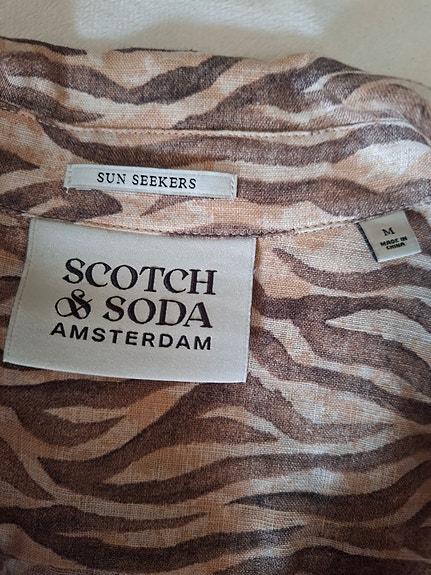 SUN SEEKERS
SCOTCH
& SODA
AMSTERDAM
M
MADE IN
CHINA